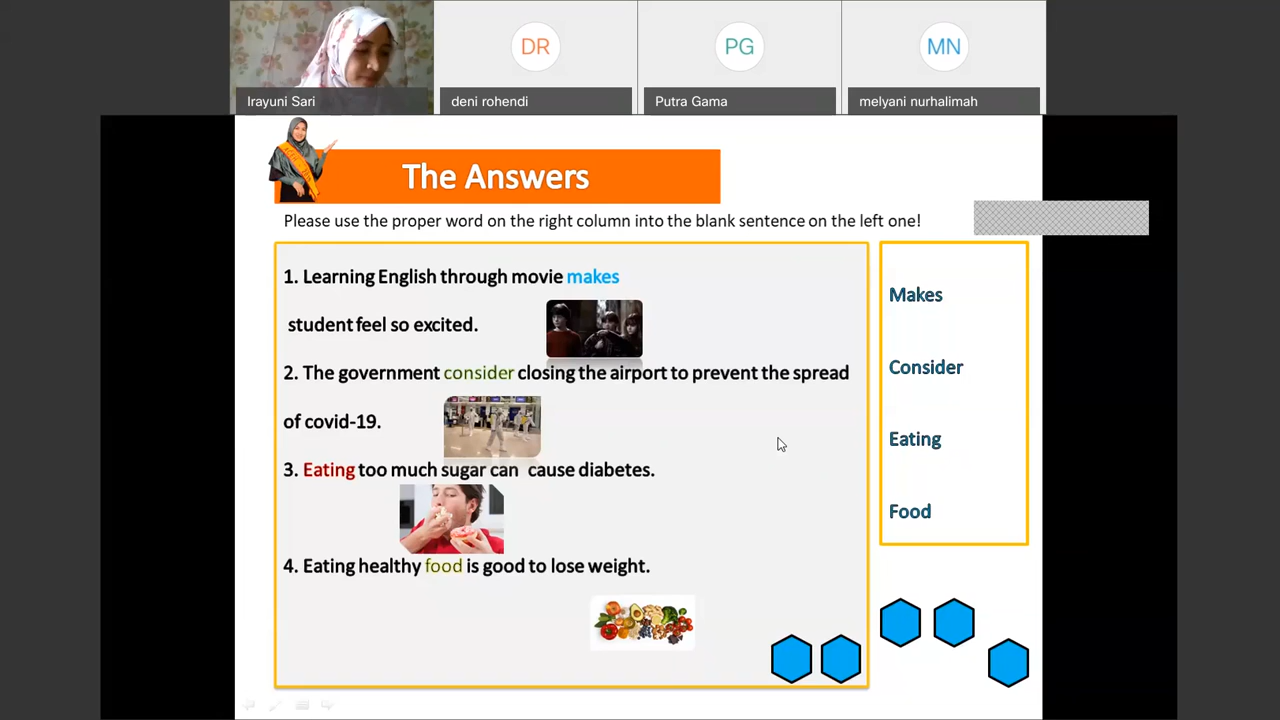 DR
PG
MN
Irayuni Sari
deni rohendi
Putra Gama
melyani nurhalimah
The Answers
Please use the proper word on the right column into the blank sentence on the left one!
1. Learning English through movie makes
student feel so excited.
2. The government consider closing the airport to prevent the spread
of covid-19.
3. Eating too much sugar can cause diabetes.
4. Eating healthy food is good to lose weight.
Makes
Consider
Eating
Food